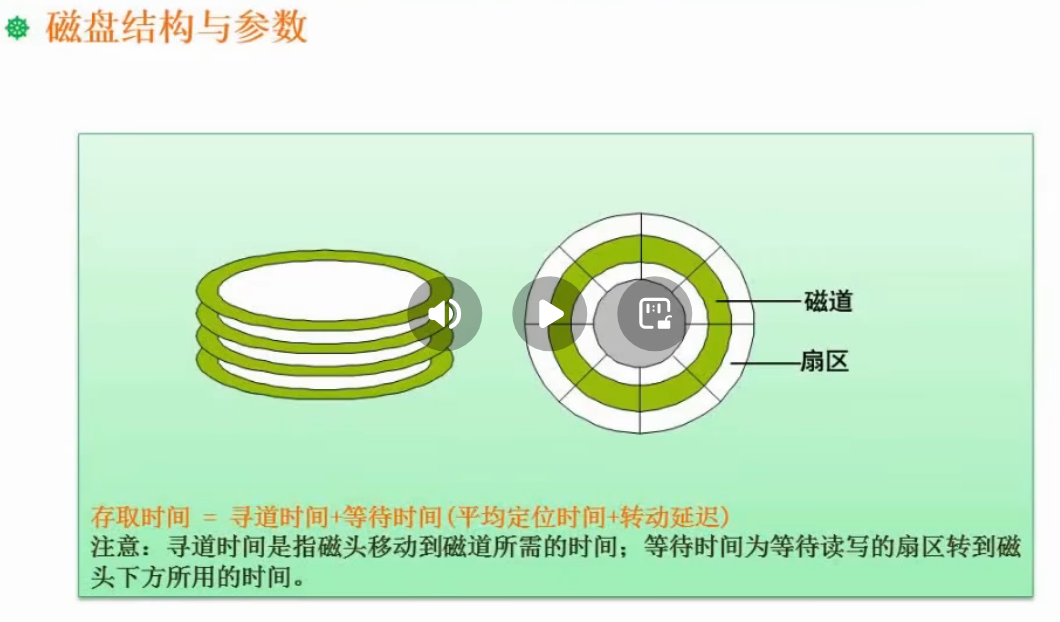 磁盘结构与参数
磁道
扇区
存取时间 = 寻道时间+等待时间(平均定位时间+转动延迟)
注意：寻道时间是指磁头移动到磁道所需的时间；等待时间为等待读写的扇区转到磁
头下方所用的时间。